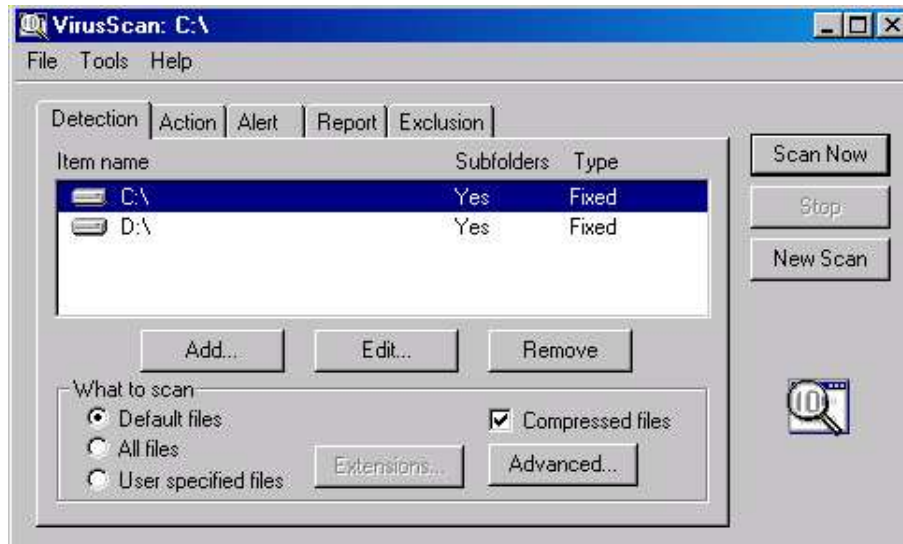 VirusScan: C:\
File Tools Help
Detection Action Alert Report Exclusion
Item name Subfolders Type
C:\ Yes Fixed
D:\ Yes Fixed
Add... Edit... Remove
What to scan
Default files
All files
User specified files
Compressed files
Extensions... Advanced...
Scan Now
Stop
New Scan